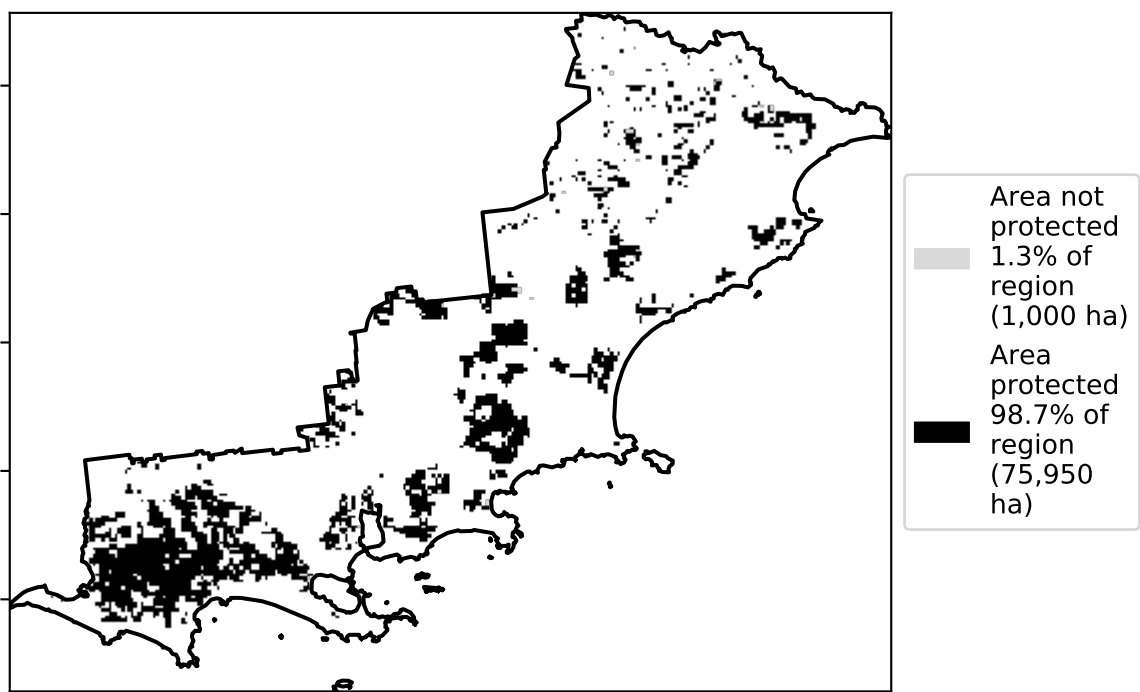 Area not
protected
1.3% of
region
(1,000 ha)
Area
protected
98.7% of
region
(75,950
ha)